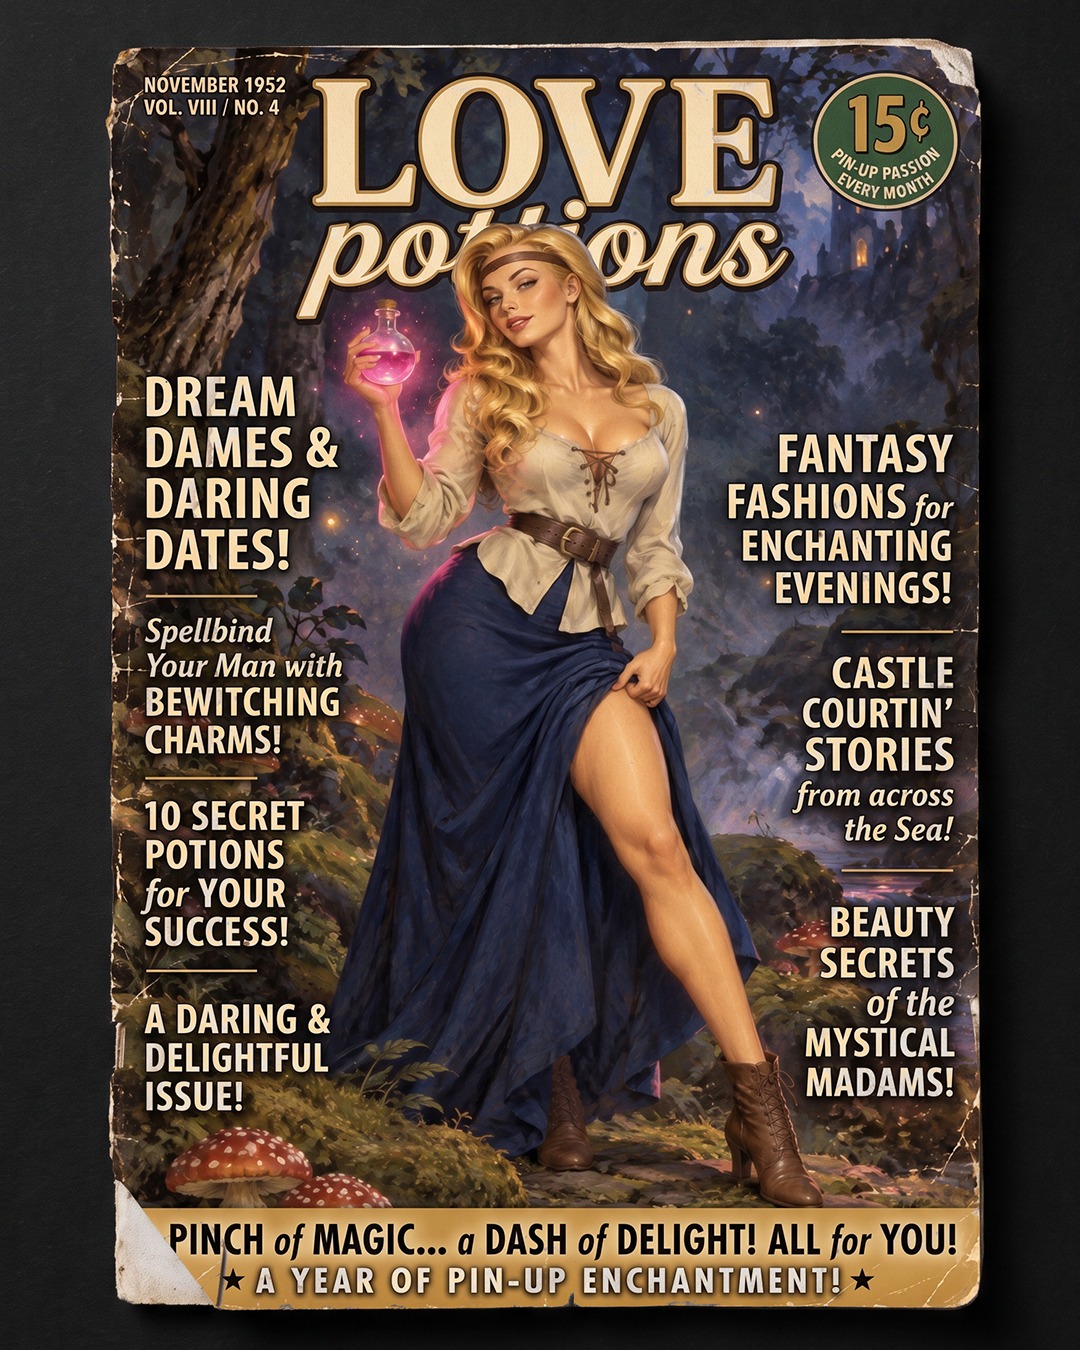 NOVEMBER 1952
VOL. VIII / NO. 4
LOVE
potions
15¢
PIN-UP PASSION
EVERY MONTH
DREAM
DAMES &
DARING
DATES!
Spellbind
Your Man with
BEWITCHING
CHARMS!
10 SECRET
POTIONS
for YOUR
SUCCESS!
A DARING &
DELIGHTFUL
ISSUE!
FANTASY
FASHIONS for
ENCHANTING
EVENINGS!
CASTLE
COURTIN’
STORIES
from across
the Sea!
BEAUTY
SECRETS
of the
MYSTICAL
MADAMS!
PINCH of MAGIC... a DASH of DELIGHT! ALL for YOU!
★ A YEAR OF PIN-UP ENCHANTMENT! ★